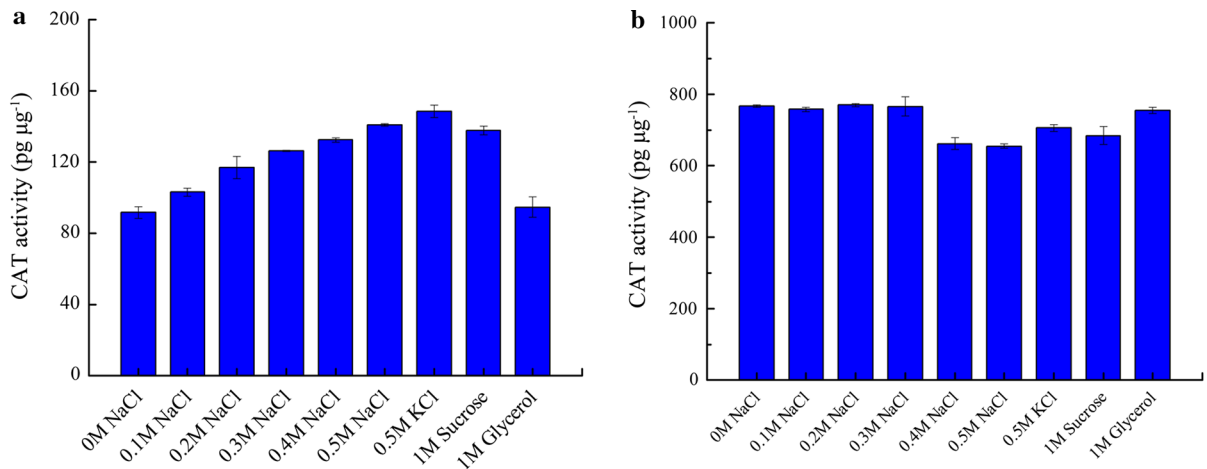 a
CAT activity (pg µg⁻¹)
200
160
120
80
40
0
0M NaCl
0.1M NaCl
0.2M NaCl
0.3M NaCl
0.4M NaCl
0.5M NaCl
0.5M KCl
1M Sucrose
1M Glycerol
b
CAT activity (pg µg⁻¹)
1000
800
600
400
200
0
0M NaCl
0.1M NaCl
0.2M NaCl
0.3M NaCl
0.4M NaCl
0.5M NaCl
0.5M KCl
1M Sucrose
1M Glycerol